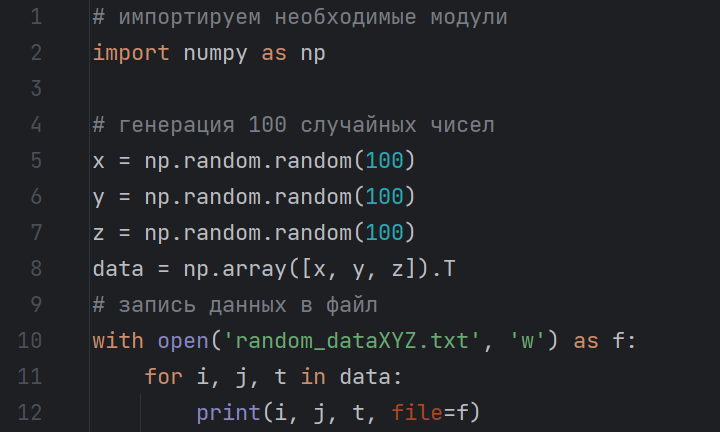 1 # импортируем необходимые модули
2 import numpy as np
3
4 # генерация 100 случайных чисел
5 x = np.random.random(100)
6 y = np.random.random(100)
7 z = np.random.random(100)
8 data = np.array([x, y, z]).T
9 # запись данных в файл
10 with open('random_dataXYZ.txt', 'w') as f:
11     for i, j, t in data:
12         print(i, j, t, file=f)